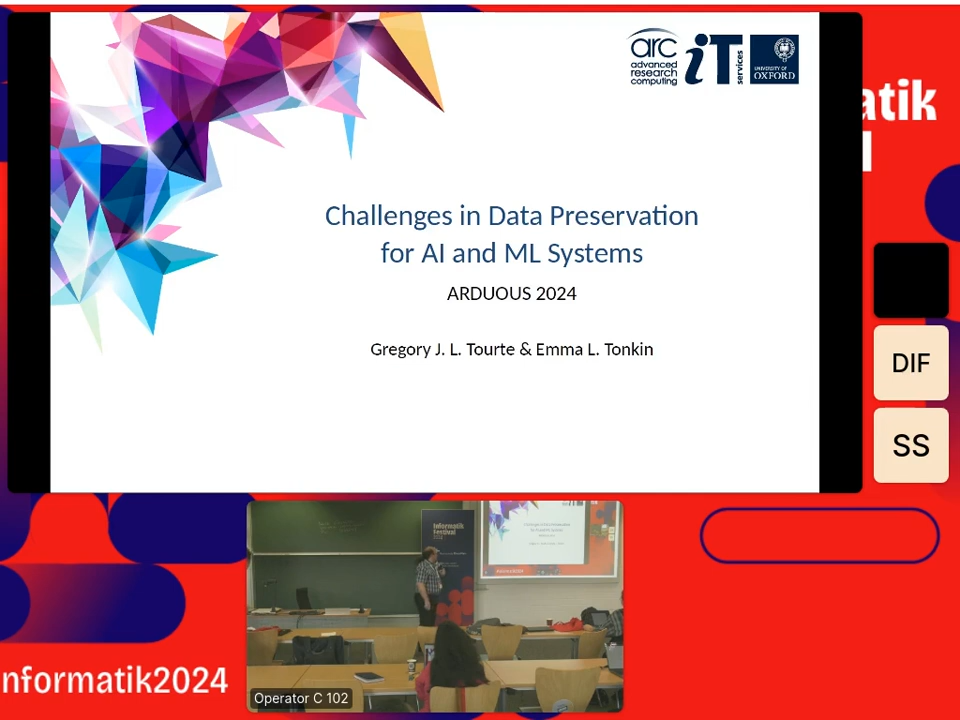 arc
advanced
research
computing
iT
services
UNIVERSITY OF
OXFORD
atik
Challenges in Data Preservation
for AI and ML Systems
ARDUOUS 2024
Gregory J. L. Tourte & Emma L. Tonkin
DIF
SS
Informatik
Festival
nformatik2024
Operator C 102